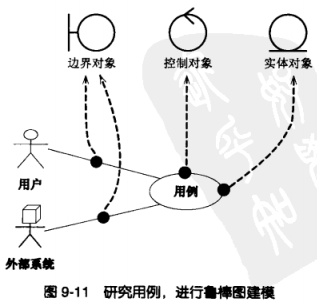 边界对象 控制对象 实体对象
用户
用例
外部系统
图 9-11 研究用例，进行鲁棒图建模